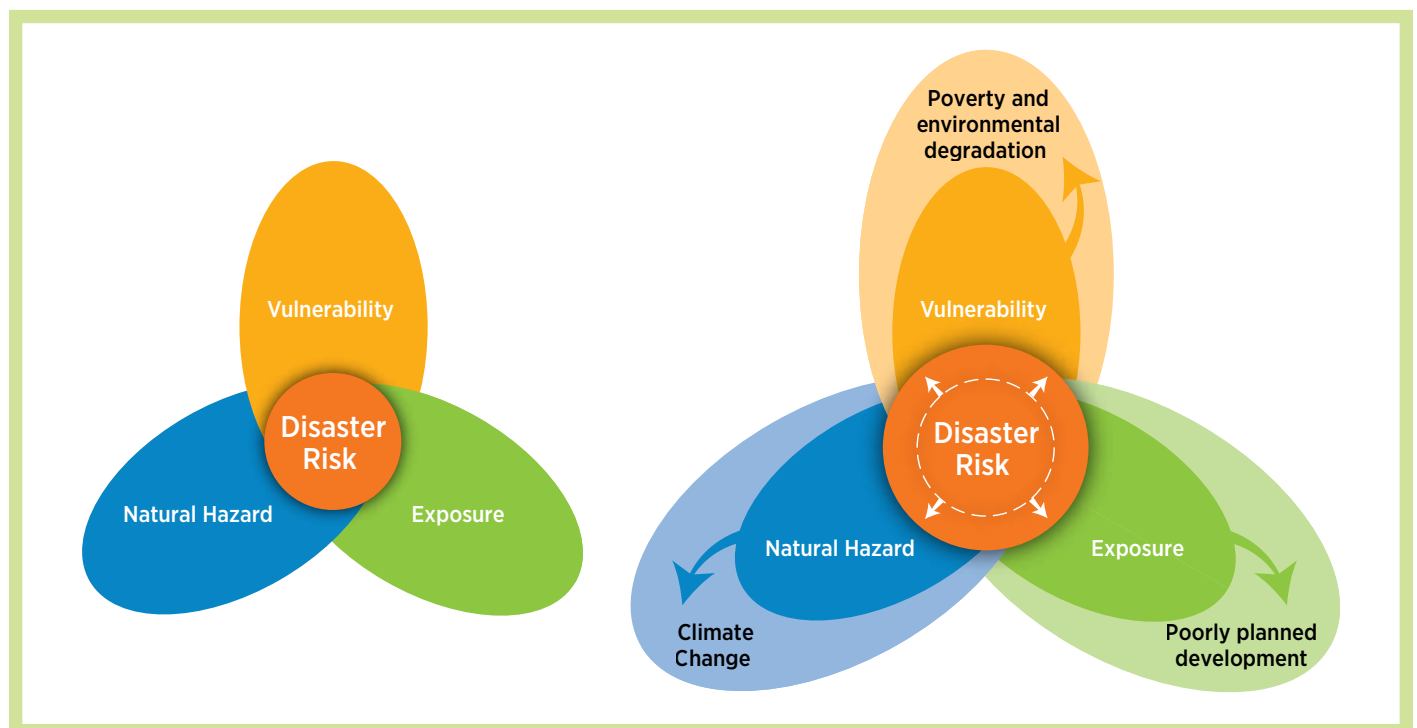 Vulnerability
Disaster
Risk
Natural Hazard
Exposure
Poverty and
environmental
degradation
Vulnerability
Disaster
Risk
Natural Hazard
Exposure
Climate
Change
Poorly planned
development